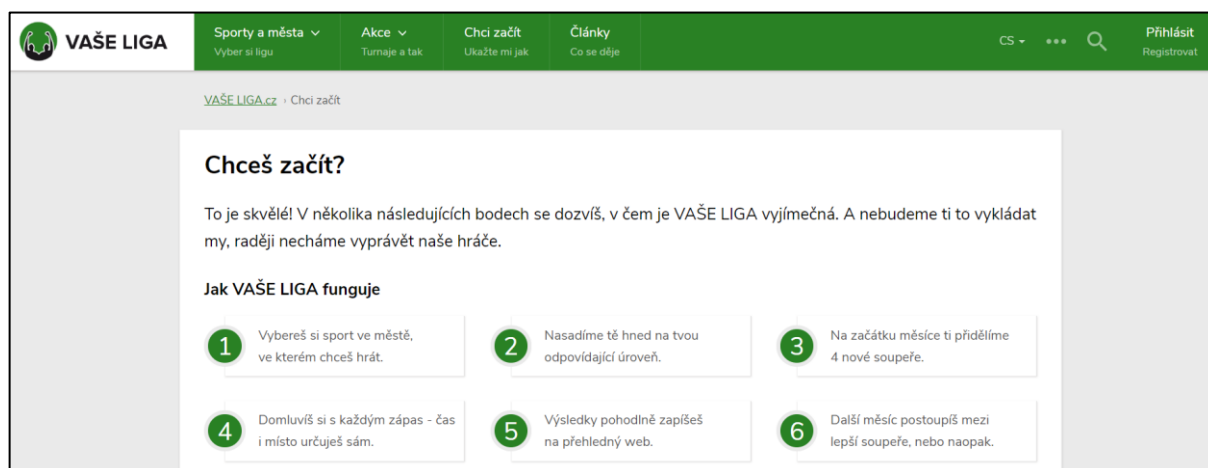 VAŠE LIGA
Sporty a města
Vyber si ligu
Akce
Turnaje a tak
Chci začít
Ukažte mi jak
Články
Co se děje
CS
Přihlásit
Registrovat
VAŠE LIGA.cz › Chci začít
Chceš začít?
To je skvělé! V několika následujících bodech se dozvíš, v čem je VAŠE LIGA vyjímečná. A nebudeme ti to vykládat
my, raději necháme vyprávět naše hráče.
Jak VAŠE LIGA funguje
1
Vybereš si sport ve městě,
ve kterém chceš hrát.
2
Nasadíme tě hned na tvou
odpovídající úroveň.
3
Na začátku měsíce ti přidělíme
4 nové soupeře.
4
Domluvíš si s každým zápas - čas
i místo určuješ sám.
5
Výsledky pohodlně zapíšeš
na přehledný web.
6
Další měsíc postoupíš mezi
lepší soupeře, nebo naopak.